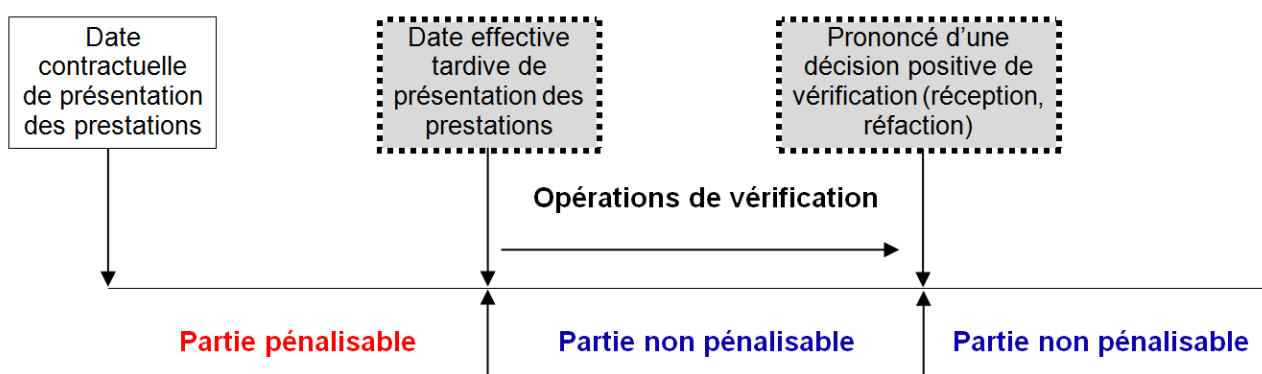 Date
contractuelle
de présentation
des prestations
Date effective
tardive de
présentation des
prestations
Prononcé d’une
décision positive de
vérification (réception,
réfaction)
Opérations de vérification
Partie pénalisable
Partie non pénalisable
Partie non pénalisable